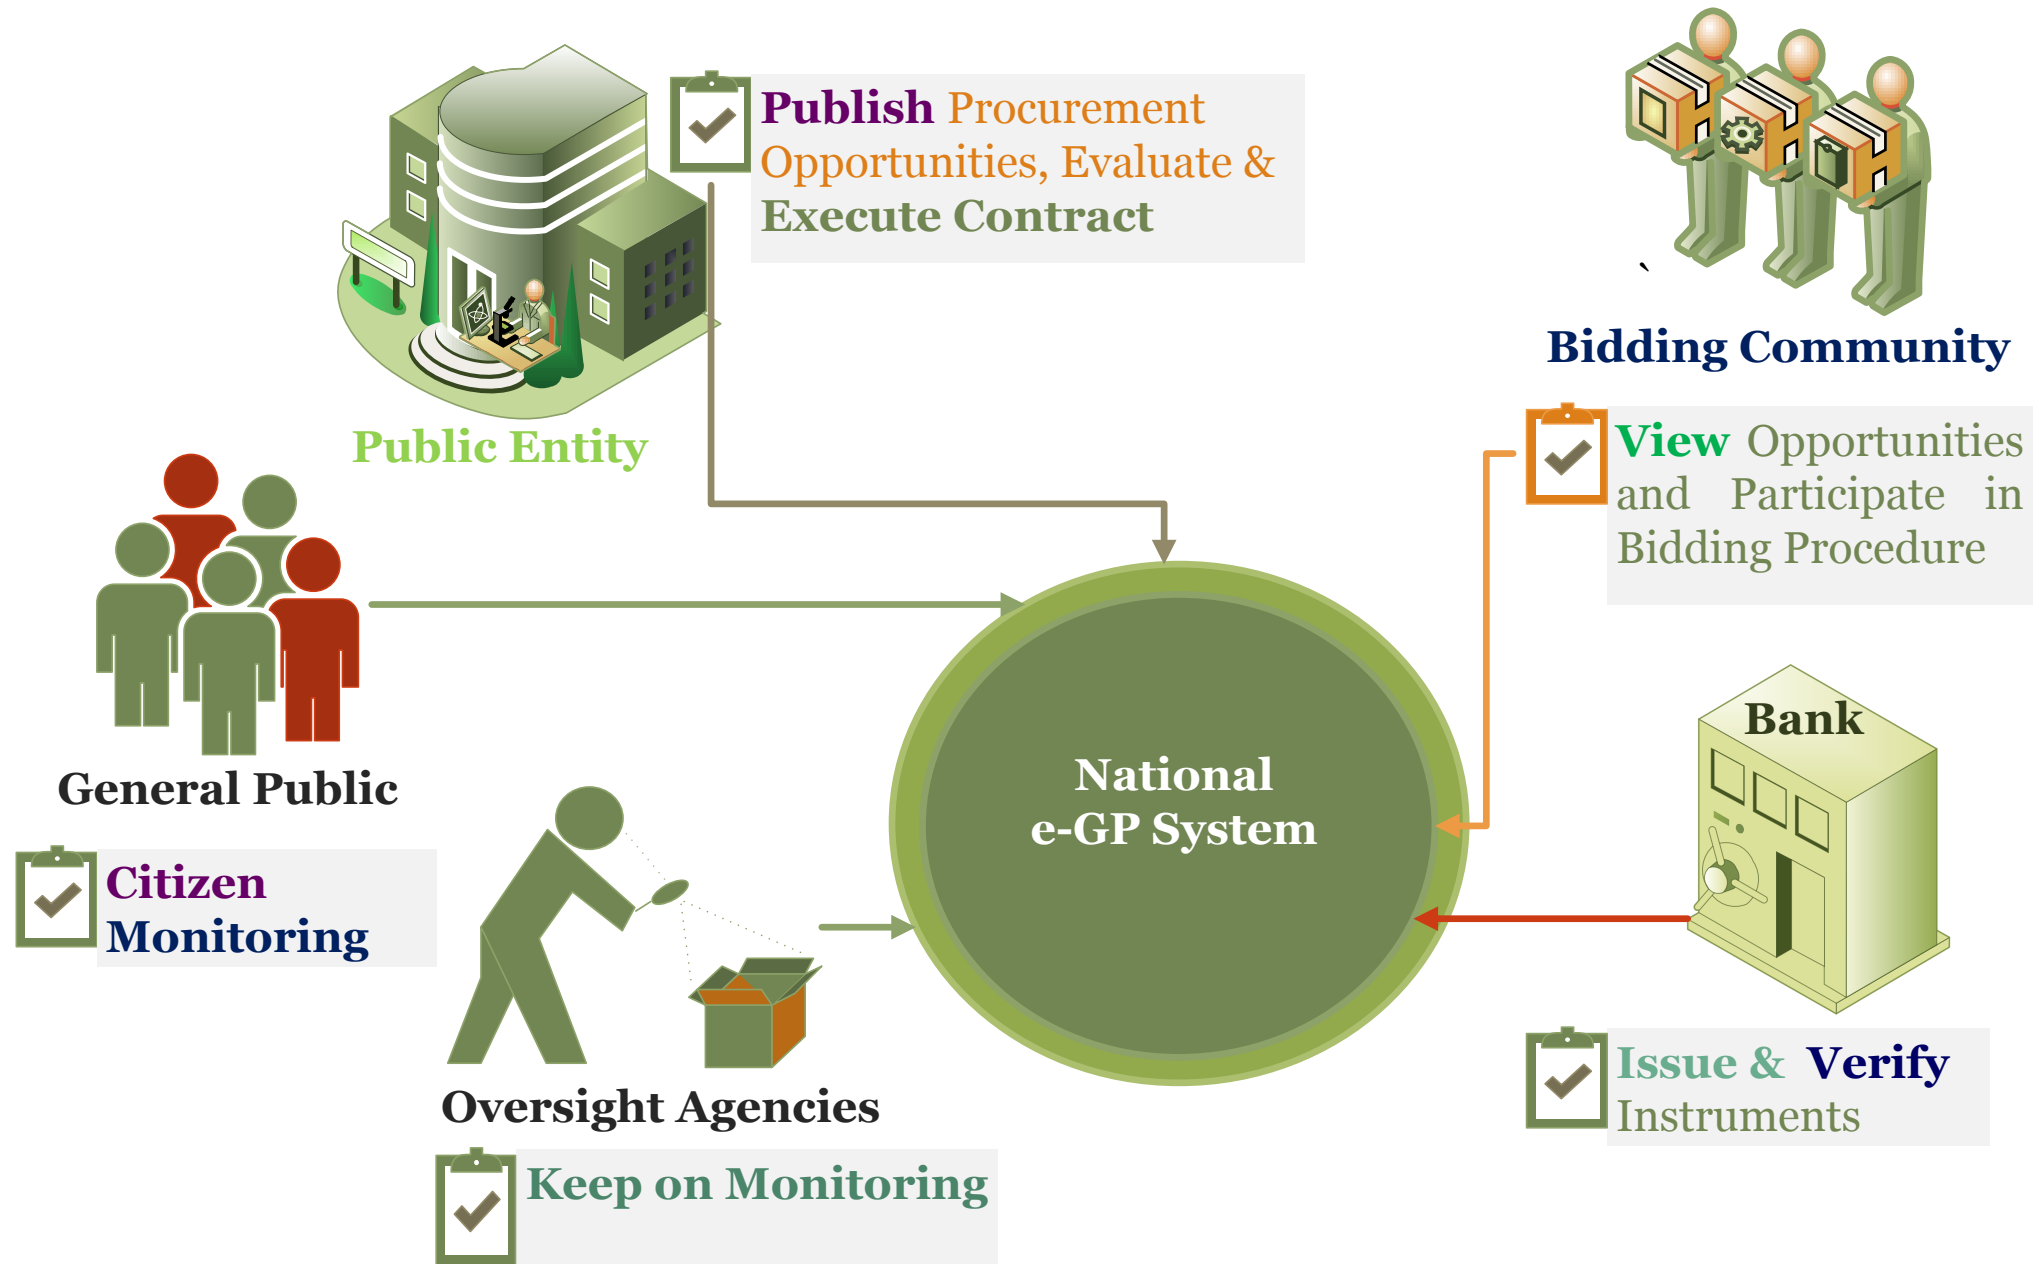 Publish Procurement
Opportunities, Evaluate &
Execute Contract
Public Entity
`
Bidding Community
View Opportunities
and Participate in
Bidding Procedure
General Public
Citizen
Monitoring
National
e-GP System
Bank
Issue & Verify
Instruments
Oversight Agencies
Keep on Monitoring